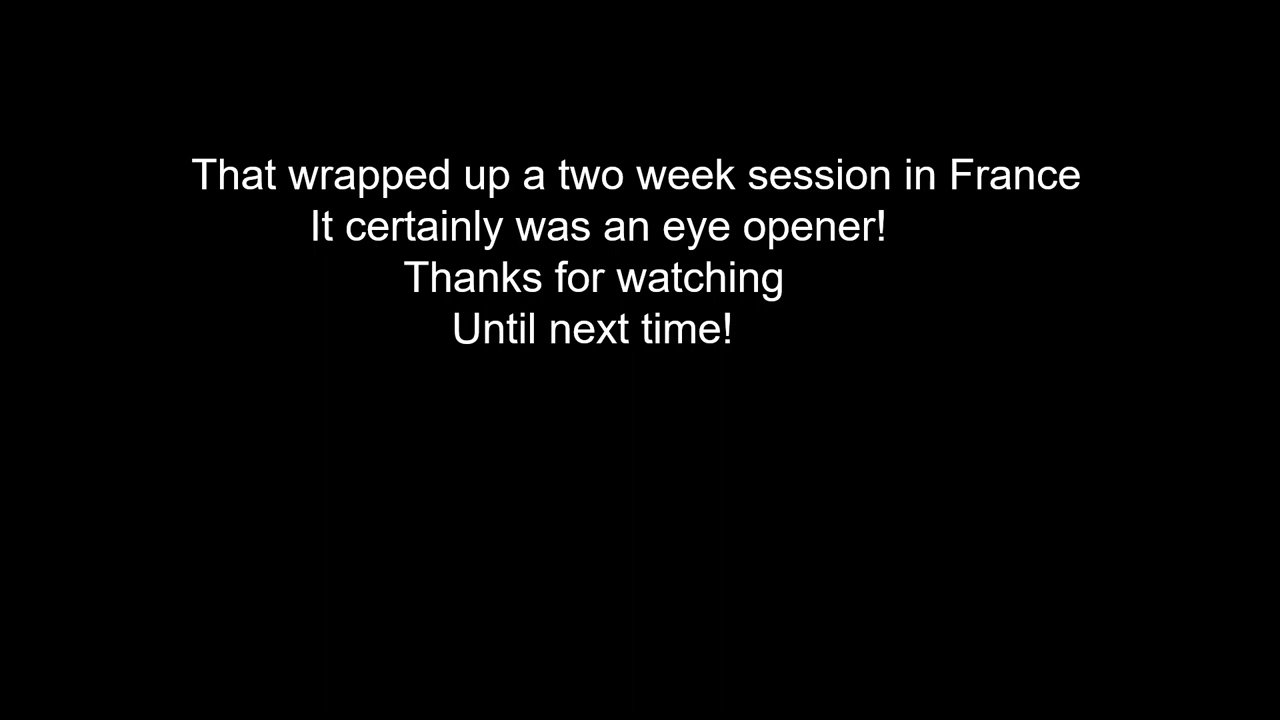 That wrapped up a two week session in France
It certainly was an eye opener!
Thanks for watching
Until next time!